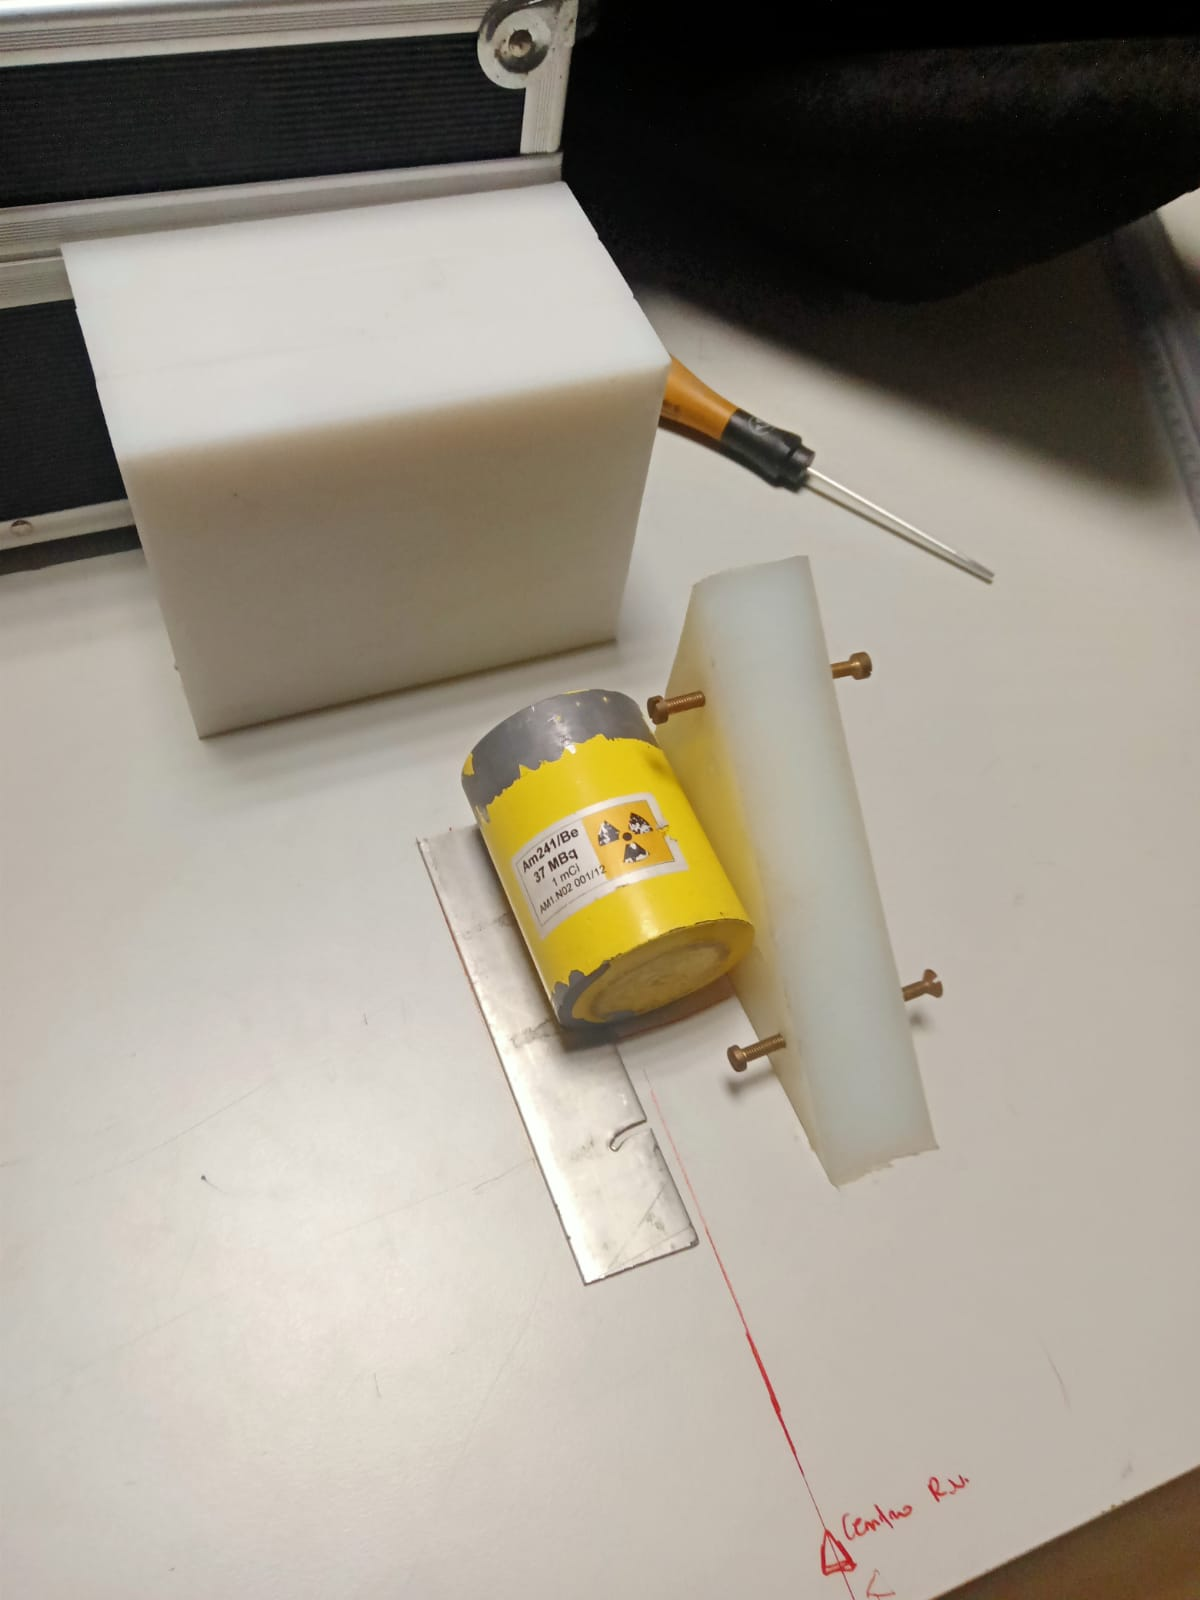 Am241/Be
37 MBq
1 mCi
AM1.N02 001/12
Centro R.N.